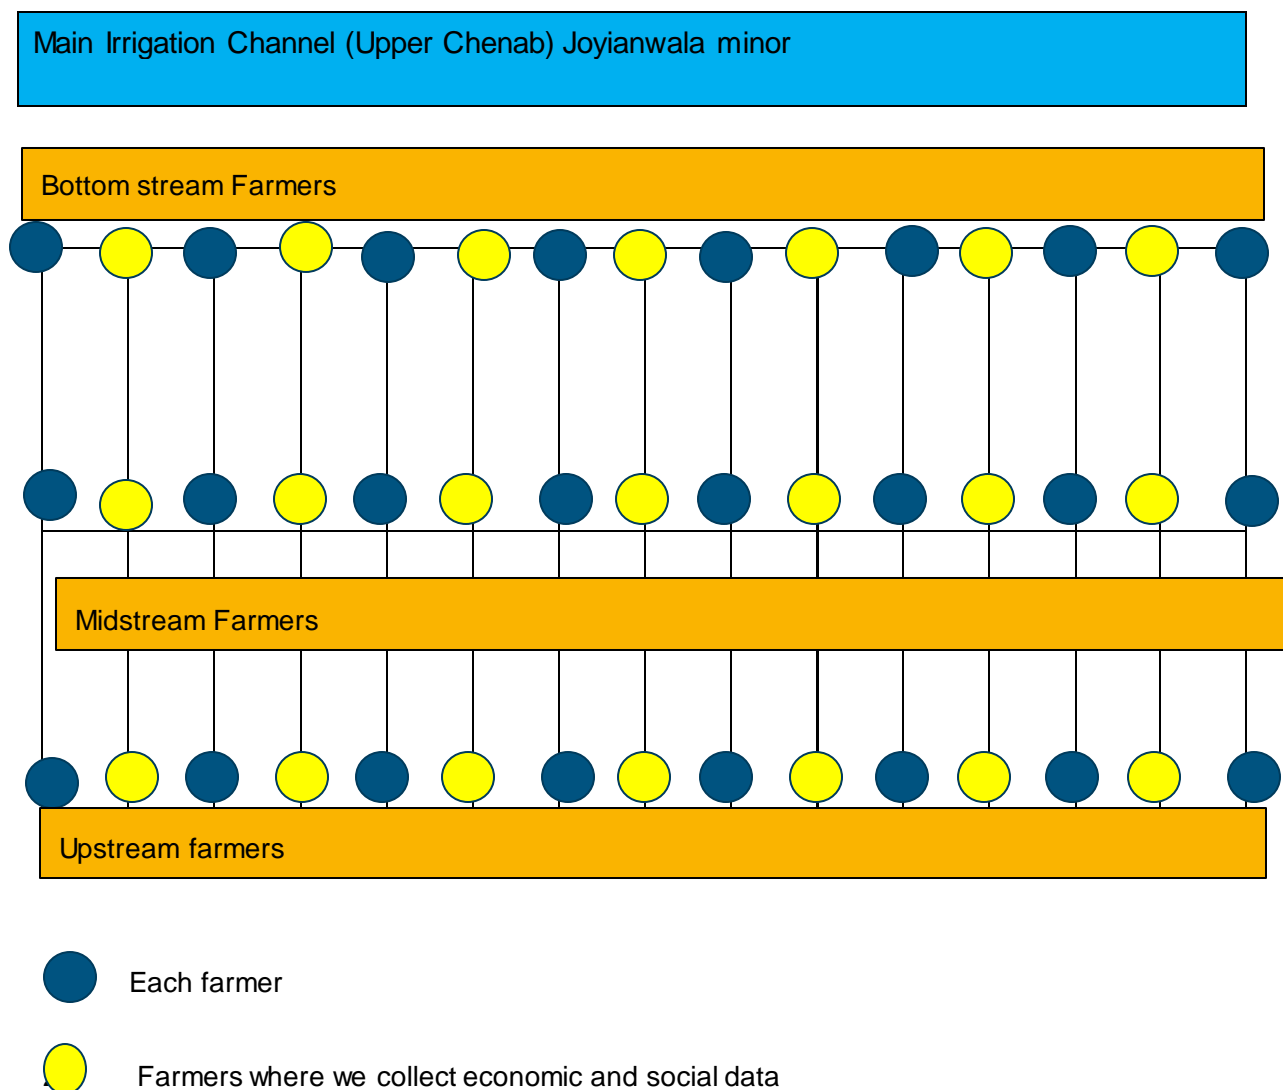 Main Irrigation Channel (Upper Chenab) Joyianwala minor
Bottom stream Farmers
Midstream Farmers
Upstream farmers
Each farmer
Farmers where we collect economic and social data